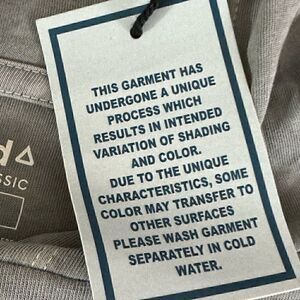 THIS GARMENT HAS
UNDERGONE A UNIQUE
PROCESS WHICH
RESULTS IN INTENDED
VARIATION OF SHADING
AND COLOR.
DUE TO THE UNIQUE
CHARACTERISTICS, SOME
COLOR MAY TRANSFER TO
OTHER SURFACES
PLEASE WASH GARMENT
SEPARATELY IN COLD
WATER.